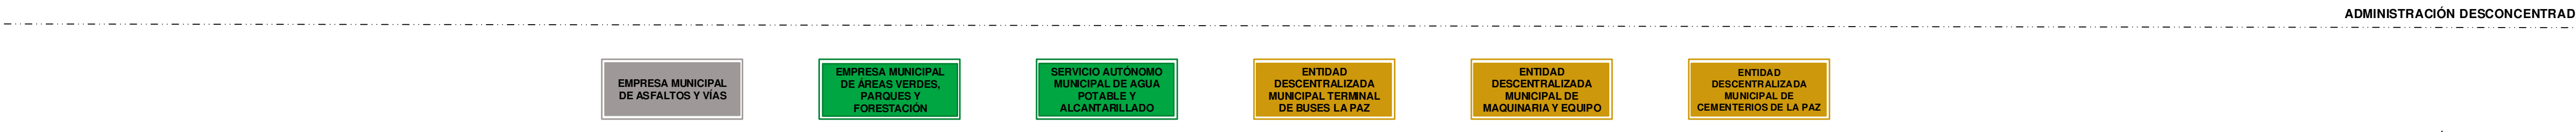 ADMINISTRACIÓN DESCONCENTRAD
EMPRESA MUNICIPAL
DE ASFALTOS Y VÍAS
EMPRESA MUNICIPAL
DE ÁREAS VERDES,
PARQUES Y
FORESTACIÓN
SERVICIO AUTÓNOMO
MUNICIPAL DE AGUA
POTABLE Y
ALCANTARILLADO
ENTIDAD
DESCENTRALIZADA
MUNICIPAL TERMINAL
DE BUSES LA PAZ
ENTIDAD
DESCENTRALIZADA
MUNICIPAL DE
MAQUINARIA Y EQUIPO
ENTIDAD
DESCENTRALIZADA
MUNICIPAL DE
CEMENTERIOS DE LA PAZ